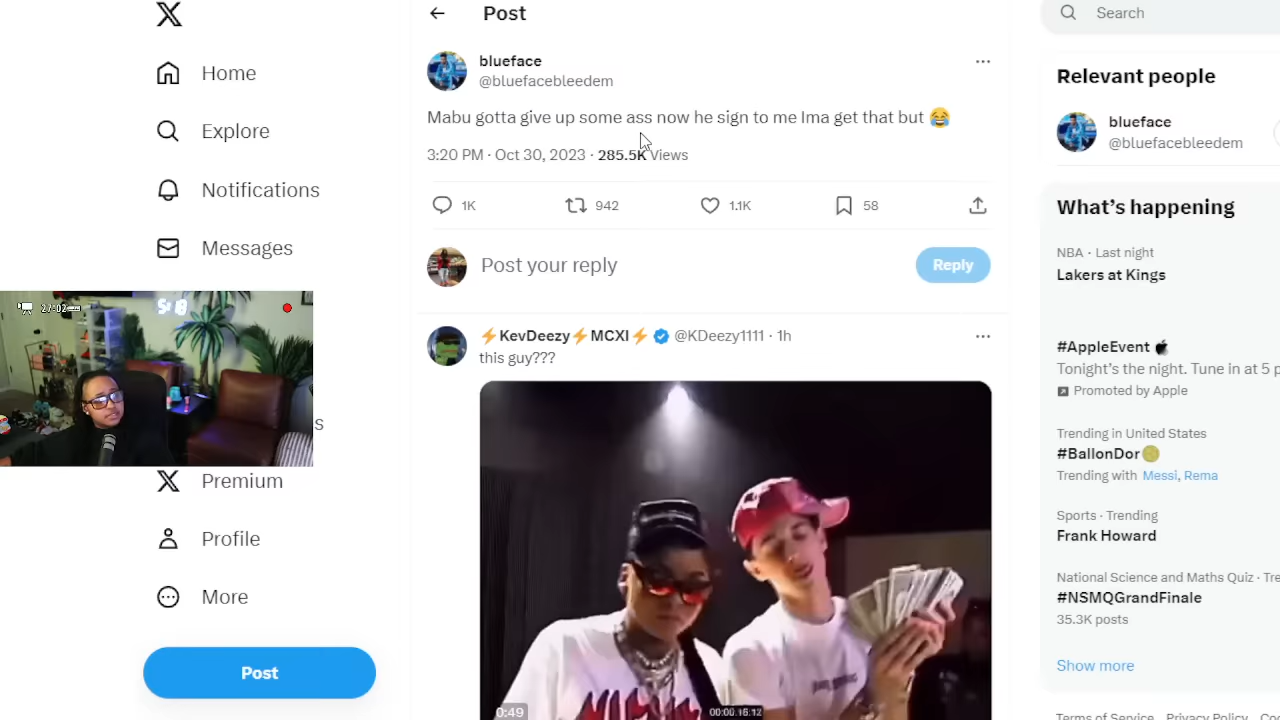 Post
Search
blueface
@bluefacebleedem
Mabu gotta give up some ass now he sign to me Ima get that but 😂
3:20 PM · Oct 30, 2023 · 285.5K Views
1K 942 1.1K 58
Post your reply
Reply
⚡KevDeezy⚡MCXI⚡ @KDeezy1111 · 1h
this guy???
0:49
Home
Explore
Notifications
Messages
27:02
s
Premium
Profile
More
Post
Relevant people
blueface
@bluefacebleedem
What's happening
NBA · Last night
Lakers at Kings
#AppleEvent
Tonight's the night. Tune in at 5 p
Promoted by Apple
Trending in United States
#BallonDor
Trending with Messi, Rema
Sports · Trending
Frank Howard
National Science and Maths Quiz · Tre
#NSMQGrandFinale
35.3K posts
Show more
Terms of Service Privacy Policy Coo